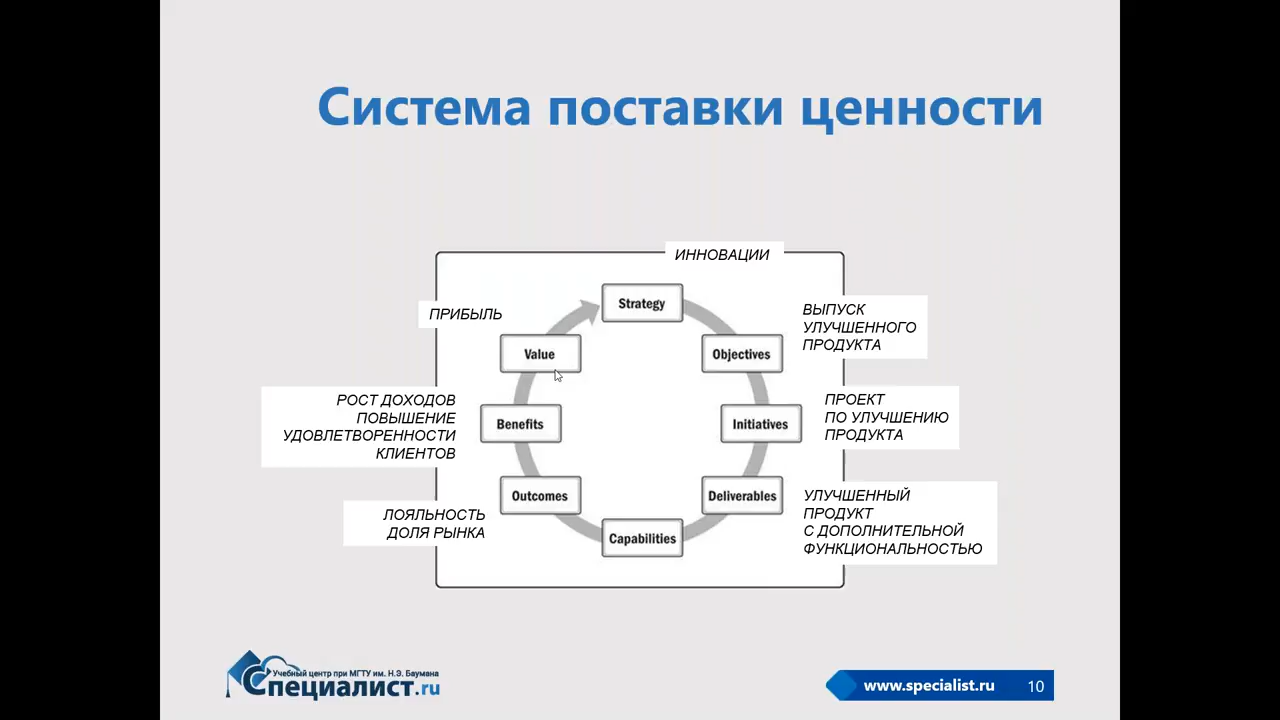 Система поставки ценности
ИННОВАЦИИ
Strategy
ПРИБЫЛЬ
ВЫПУСК
УЛУЧШЕННОГО
ПРОДУКТА
Value
Objectives
РОСТ ДОХОДОВ
ПОВЫШЕНИЕ
УДОВЛЕТВОРЕННОСТИ
КЛИЕНТОВ
Benefits
Initiatives
ПРОЕКТ
ПО УЛУЧШЕНИЮ
ПРОДУКТА
Outcomes
Deliverables
ЛОЯЛЬНОСТЬ
ДОЛЯ РЫНКА
УЛУЧШЕННЫЙ
ПРОДУКТ
С ДОПОЛНИТЕЛЬНОЙ
ФУНКЦИОНАЛЬНОСТЬЮ
Capabilities
Учебный центр при МГТУ им. Н.Э. Баумана
Специалист.ru
www.specialist.ru
10